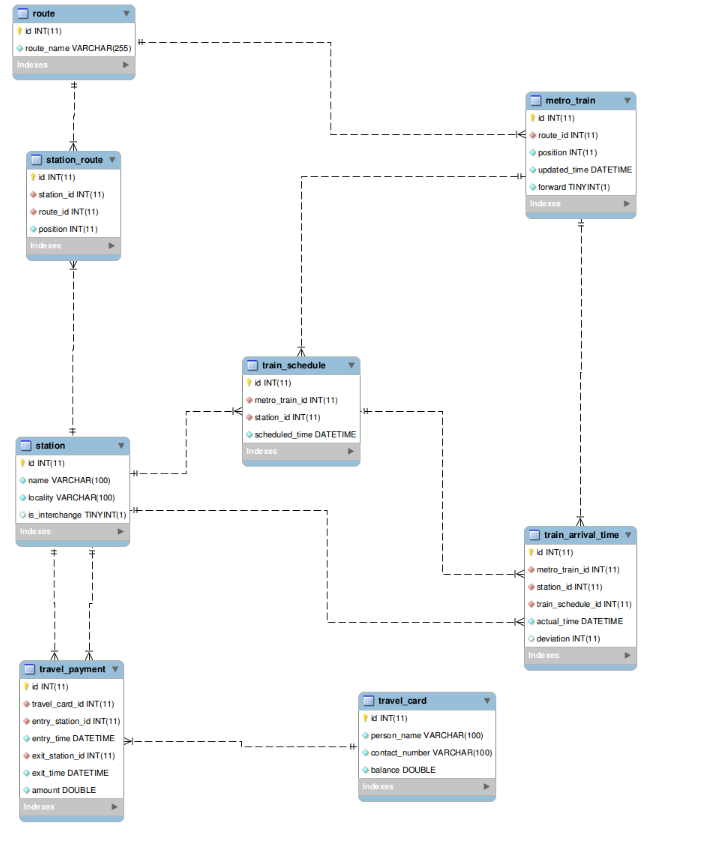 route
id INT(11)
route_name VARCHAR(255)
Indexes
metro_train
id INT(11)
route_id INT(11)
position INT(11)
updated_time DATETIME
forward TINYINT(1)
Indexes
station_route
id INT(11)
station_id INT(11)
route_id INT(11)
position INT(11)
Indexes
train_schedule
id INT(11)
metro_train_id INT(11)
station_id INT(11)
scheduled_time DATETIME
Indexes
station
id INT(11)
name VARCHAR(100)
locality VARCHAR(100)
is_interchange TINYINT(1)
Indexes
train_arrival_time
id INT(11)
metro_train_id INT(11)
station_id INT(11)
train_schedule_id INT(11)
actual_time DATETIME
deviation INT(11)
Indexes
travel_payment
id INT(11)
travel_card_id INT(11)
entry_station_id INT(11)
entry_time DATETIME
exit_station_id INT(11)
exit_time DATETIME
amount DOUBLE
Indexes
travel_card
id INT(11)
person_name VARCHAR(100)
contact_number VARCHAR(100)
balance DOUBLE
Indexes